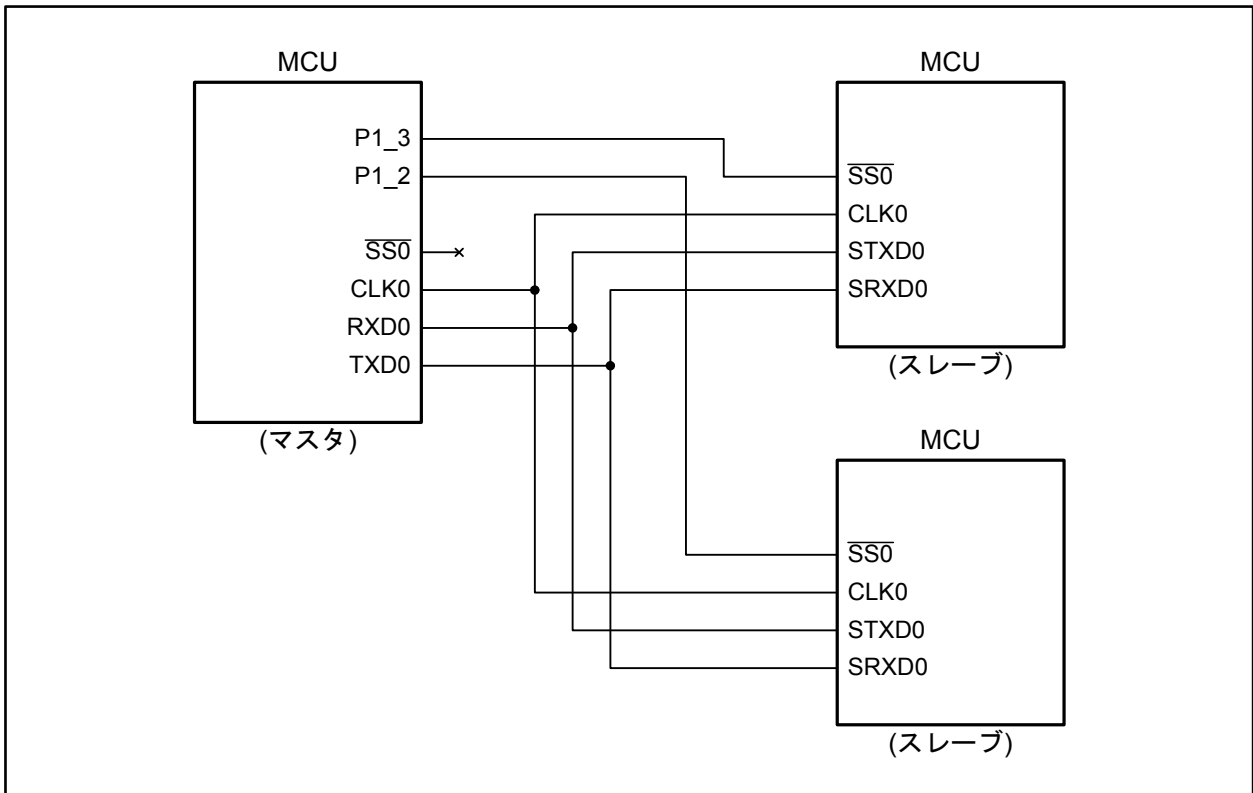 MCU
P1_3
P1_2
SS0
CLK0
RXD0
TXD0
(マスタ)
MCU
SS0
CLK0
STXD0
SRXD0
(スレーブ)
MCU
SS0
CLK0
STXD0
SRXD0
(スレーブ)